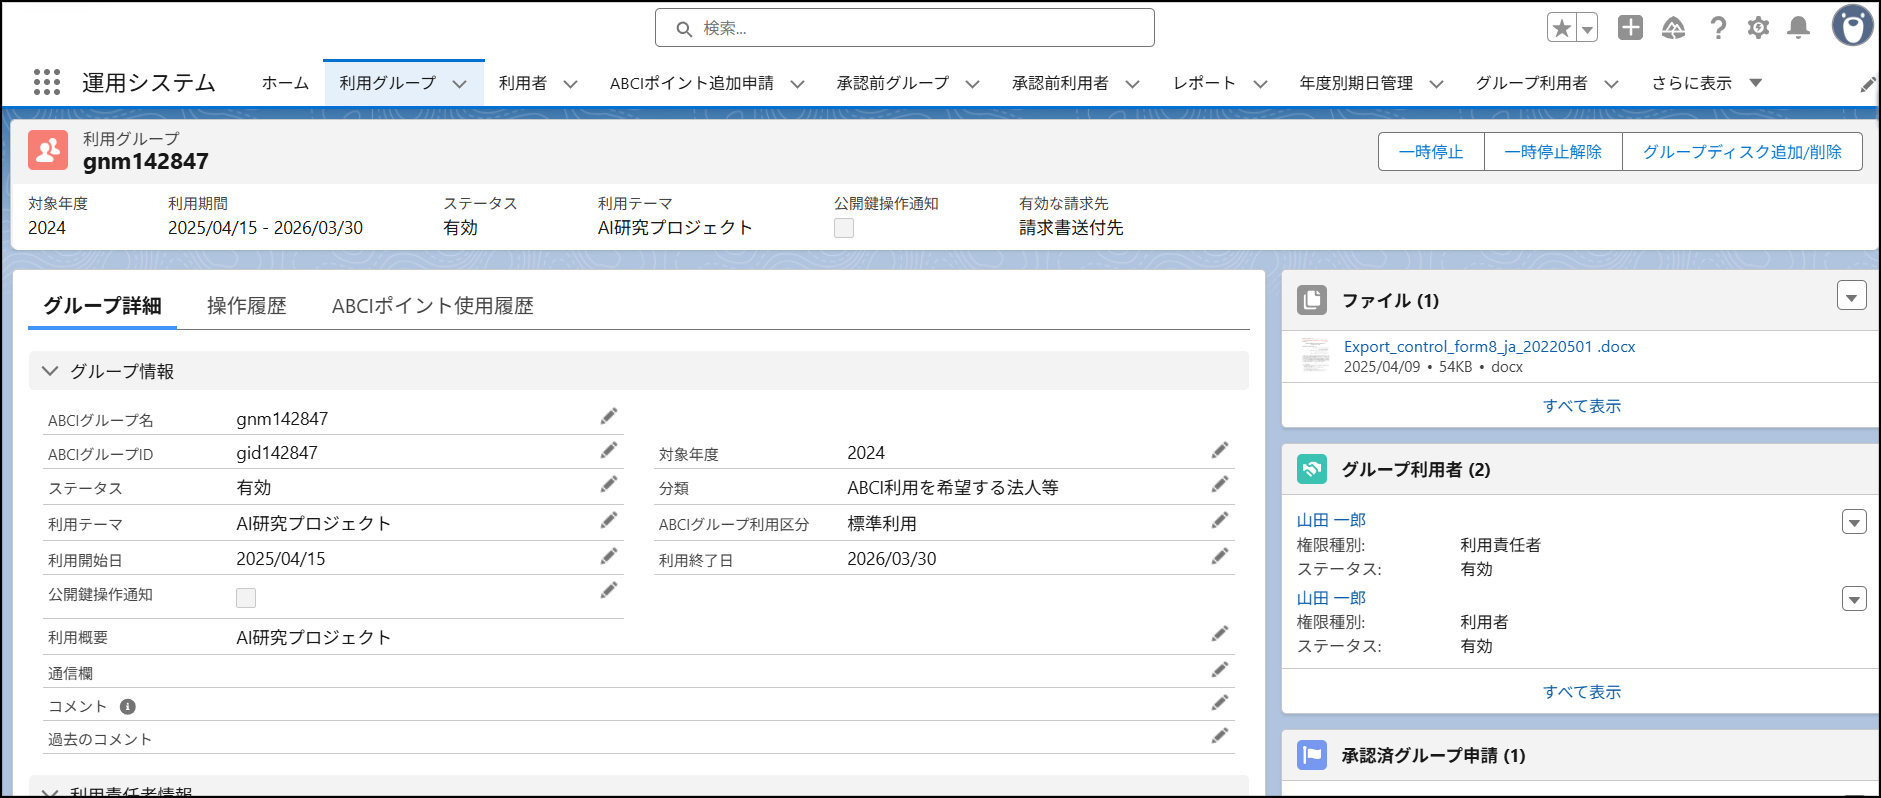 検索...
運用システム
ホーム 利用グループ 利用者 ABCIポイント追加申請 承認前グループ 承認前利用者 レポート 年度別期日管理 グループ利用者 さらに表示
利用グループ
gnm142847
一時停止 一時停止解除 グループディスク追加/削除
対象年度 利用期間 ステータス 利用テーマ 公開鍵操作通知 有効な請求先
2024 2025/04/15 - 2026/03/30 有効 AI研究プロジェクト 請求書送付先
グループ詳細 操作履歴 ABCIポイント使用履歴
グループ情報
ABCIグループ名 gnm142847
ABCIグループID gid142847 対象年度 2024
ステータス 有効 分類 ABCI利用を希望する法人等
利用テーマ AI研究プロジェクト ABCIグループ利用区分 標準利用
利用開始日 2025/04/15 利用終了日 2026/03/30
公開鍵操作通知
利用概要 AI研究プロジェクト
通信欄
コメント
過去のコメント
利用責任者情報
ファイル (1)
Export_control_form8_ja_20220501 .docx
2025/04/09 • 54KB • docx
すべて表示
グループ利用者 (2)
山田 一郎
権限種別: 利用責任者
ステータス: 有効
山田 一郎
権限種別: 利用者
ステータス: 有効
すべて表示
承認済グループ申請 (1)